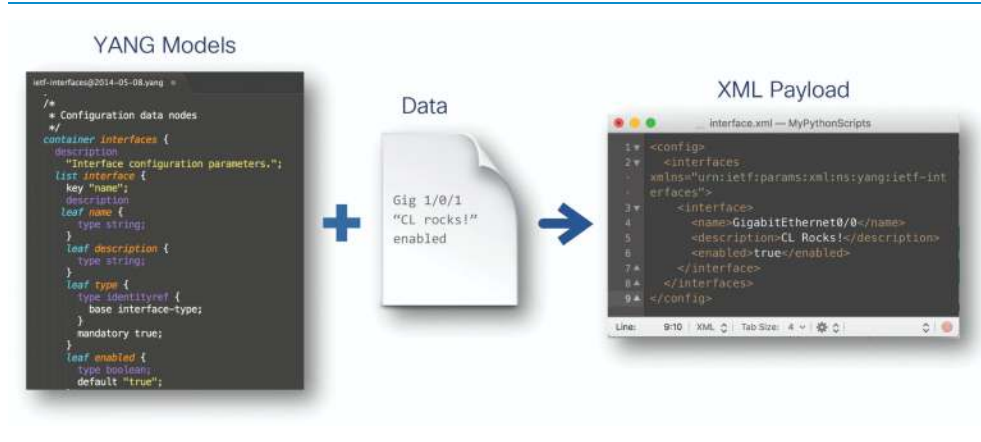 YANG Models
ietf-interfaces@2014-05-08.yang
/*
* Configuration data nodes
*/
container interfaces {
description
"Interface configuration parameters.";
list interface {
key "name";
description
leaf name {
type string;
}
leaf description {
type string;
}
leaf type {
type identityref {
base interface-type;
}
mandatory true;
}
leaf enabled {
type boolean;
default "true";
Data
Gig 1/0/1
“CL rocks!”
enabled
XML Payload
interface.xml — MyPythonScripts
1 <config>
2 <interfaces
xmlns="urn:ietf:params:xml:ns:yang:ietf-int
erfaces">
3 <interface>
4 <name>GigabitEthernet0/0</name>
5 <description>CL Rocks!</description>
6 <enabled>true</enabled>
7 </interface>
8 </interfaces>
9 </config>
Line: 9:10 XML Tab Size: 4